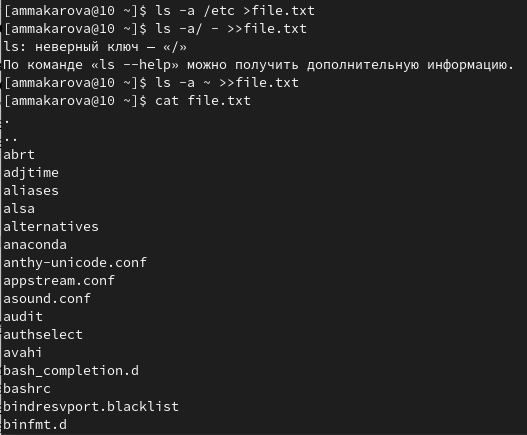 [ammakarova@10 ~]$ ls -a /etc >file.txt
[ammakarova@10 ~]$ ls -a/ - >>file.txt
ls: неверный ключ — «/»
По команде «ls --help» можно получить дополнительную информацию.
[ammakarova@10 ~]$ ls -a ~ >>file.txt
[ammakarova@10 ~]$ cat file.txt
.
..
abrt
adjtime
aliases
alsa
alternatives
anaconda
anthy-unicode.conf
appstream.conf
asound.conf
audit
authselect
avahi
bash_completion.d
bashrc
bindresvport.blacklist
binfmt.d